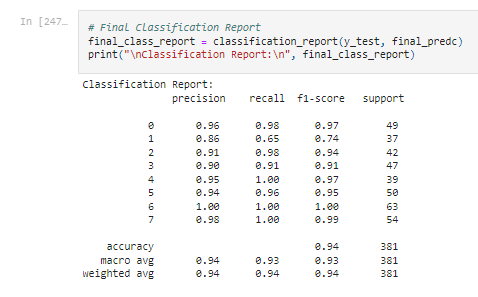 In [247…
# Final Classification Report
final_class_report = classification_report(y_test, final_predc)
print("\nClassification Report:\n", final_class_report)
Classification Report:
precision recall f1-score support
0 0.96 0.98 0.97 49
1 0.86 0.65 0.74 37
2 0.91 0.98 0.94 42
3 0.90 0.91 0.91 47
4 0.95 1.00 0.97 39
5 0.94 0.96 0.95 50
6 1.00 1.00 1.00 63
7 0.98 1.00 0.99 54
accuracy 0.94 381
macro avg 0.94 0.93 0.93 381
weighted avg 0.94 0.94 0.94 381